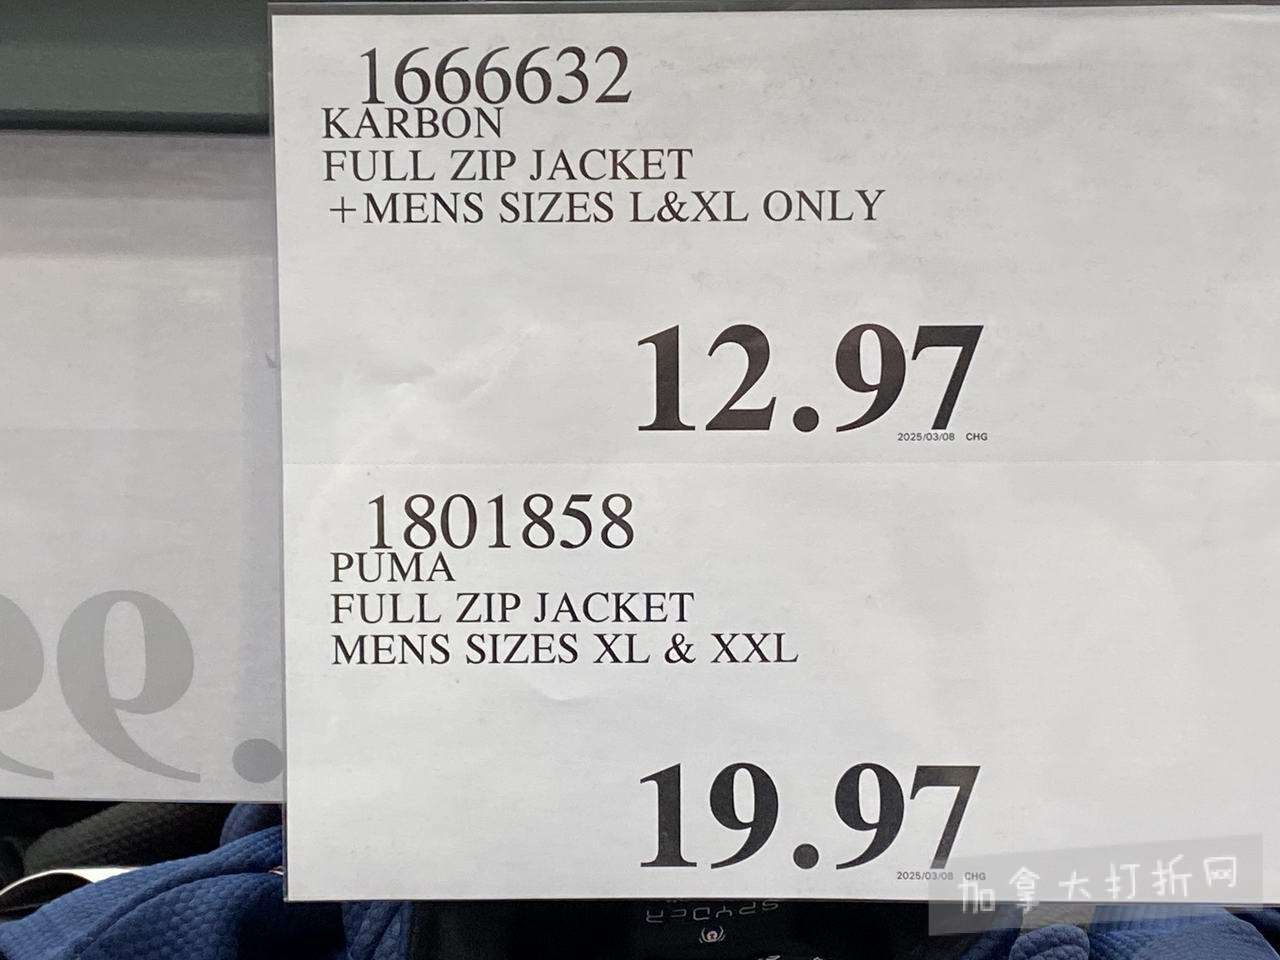 1666632
KARBON
FULL ZIP JACKET
+MENS SIZES L&XL ONLY
12.97
2025/03/08 CHG
1801858
PUMA
FULL ZIP JACKET
MENS SIZES XL & XXL
19.97
2025/03/08 CHG
加拿大打折网
SPYDER